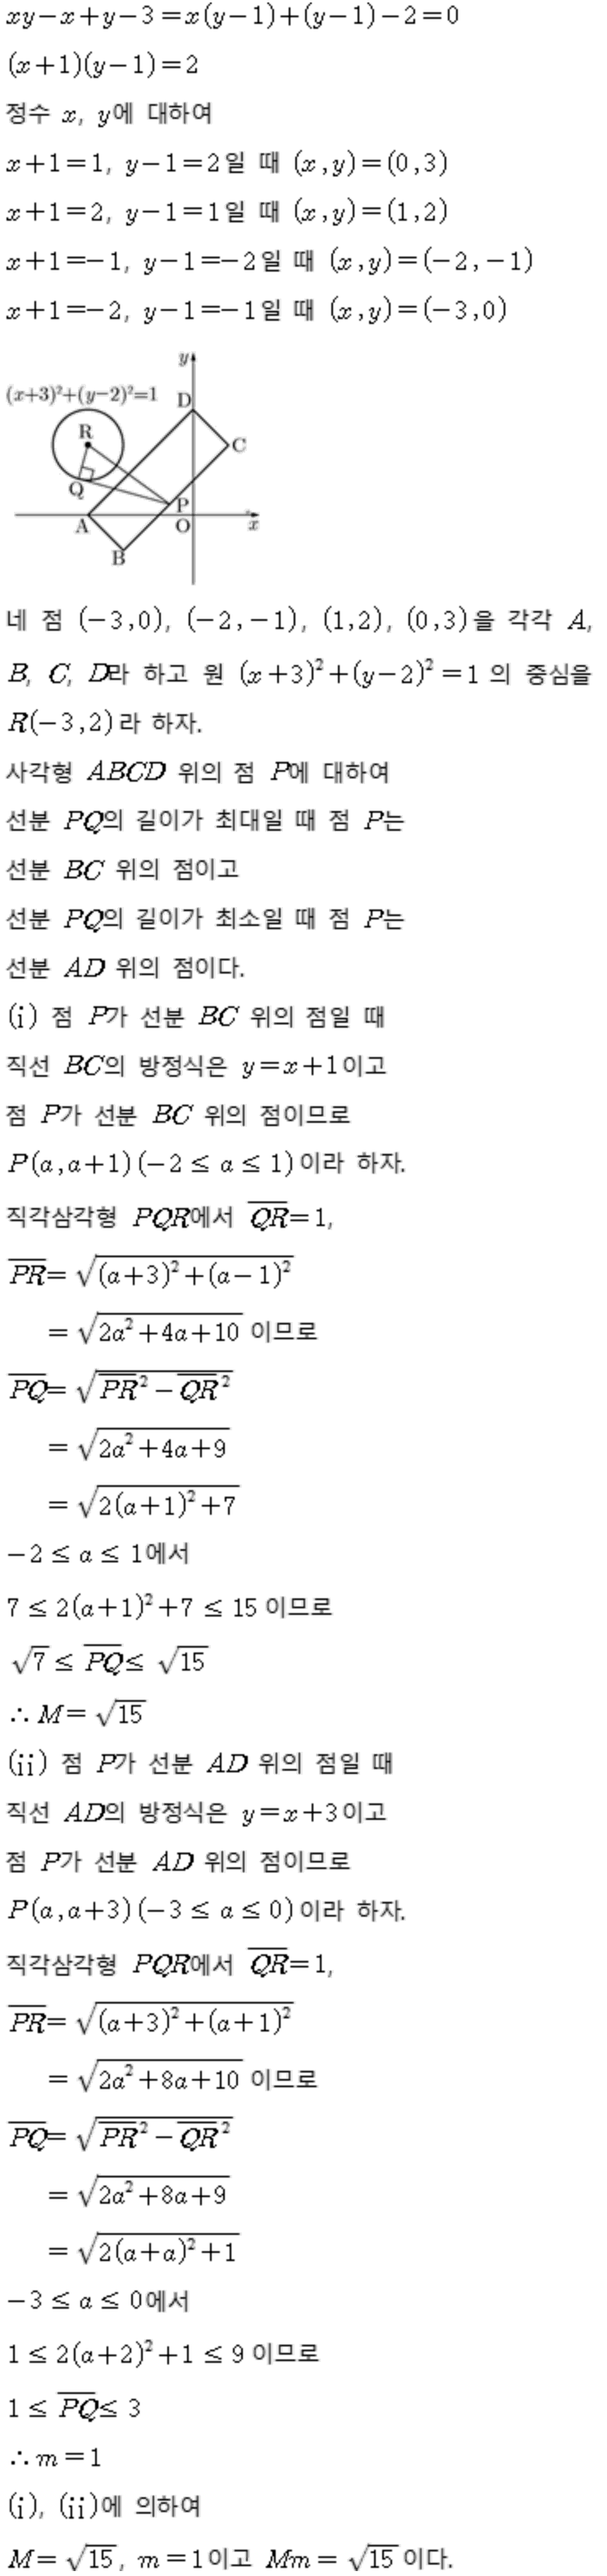 xy−x+y−3=x(y−1)+(y−1)−2=0
(x+1)(y−1)=2
정수 x, y에 대하여
x+1=1, y−1=2일 때 (x,y)=(0,3)
x+1=2, y−1=1일 때 (x,y)=(1,2)
x+1=−1, y−1=−2일 때 (x,y)=(−2,−1)
x+1=−2, y−1=−1일 때 (x,y)=(−3,0)
y
(x+3)²+(y−2)²=1
D
R
C
Q
P
A
O
x
B
네 점 (−3,0), (−2,−1), (1,2), (0,3)을 각각 A,
B, C, D라 하고 원 (x+3)²+(y−2)²=1 의 중심을
R(−3,2)라 하자.
사각형 ABCD 위의 점 P에 대하여
선분 PQ의 길이가 최대일 때 점 P는
선분 BC 위의 점이고
선분 PQ의 길이가 최소일 때 점 P는
선분 AD 위의 점이다.
(i) 점 P가 선분 BC 위의 점일 때
직선 BC의 방정식은 y=x+1이고
점 P가 선분 BC 위의 점이므로
P(a,a+1)(−2≤a≤1)이라 하자.
직각삼각형 PQR에서 Q̅R̅=1,
P̅R̅=√((a+3)²+(a−1)²)
=√(2a²+4a+10) 이므로
P̅Q̅=√(P̅R̅²−Q̅R̅²)
=√(2a²+4a+9)
=√(2(a+1)²+7)
−2≤a≤1에서
7≤2(a+1)²+7≤15 이므로
√7≤P̅Q̅≤√15
∴M=√15
(ii) 점 P가 선분 AD 위의 점일 때
직선 AD의 방정식은 y=x+3이고
점 P가 선분 AD 위의 점이므로
P(a,a+3)(−3≤a≤0)이라 하자.
직각삼각형 PQR에서 Q̅R̅=1,
P̅R̅=√((a+3)²+(a+1)²)
=√(2a²+8a+10) 이므로
P̅Q̅=√(P̅R̅²−Q̅R̅²)
=√(2a²+8a+9)
=√(2(a+a)²+1)
−3≤a≤0에서
1≤2(a+2)²+1≤9 이므로
1≤P̅Q̅≤3
∴m=1
(i), (ii)에 의하여
M=√15, m=1이고 Mm=√15 이다.